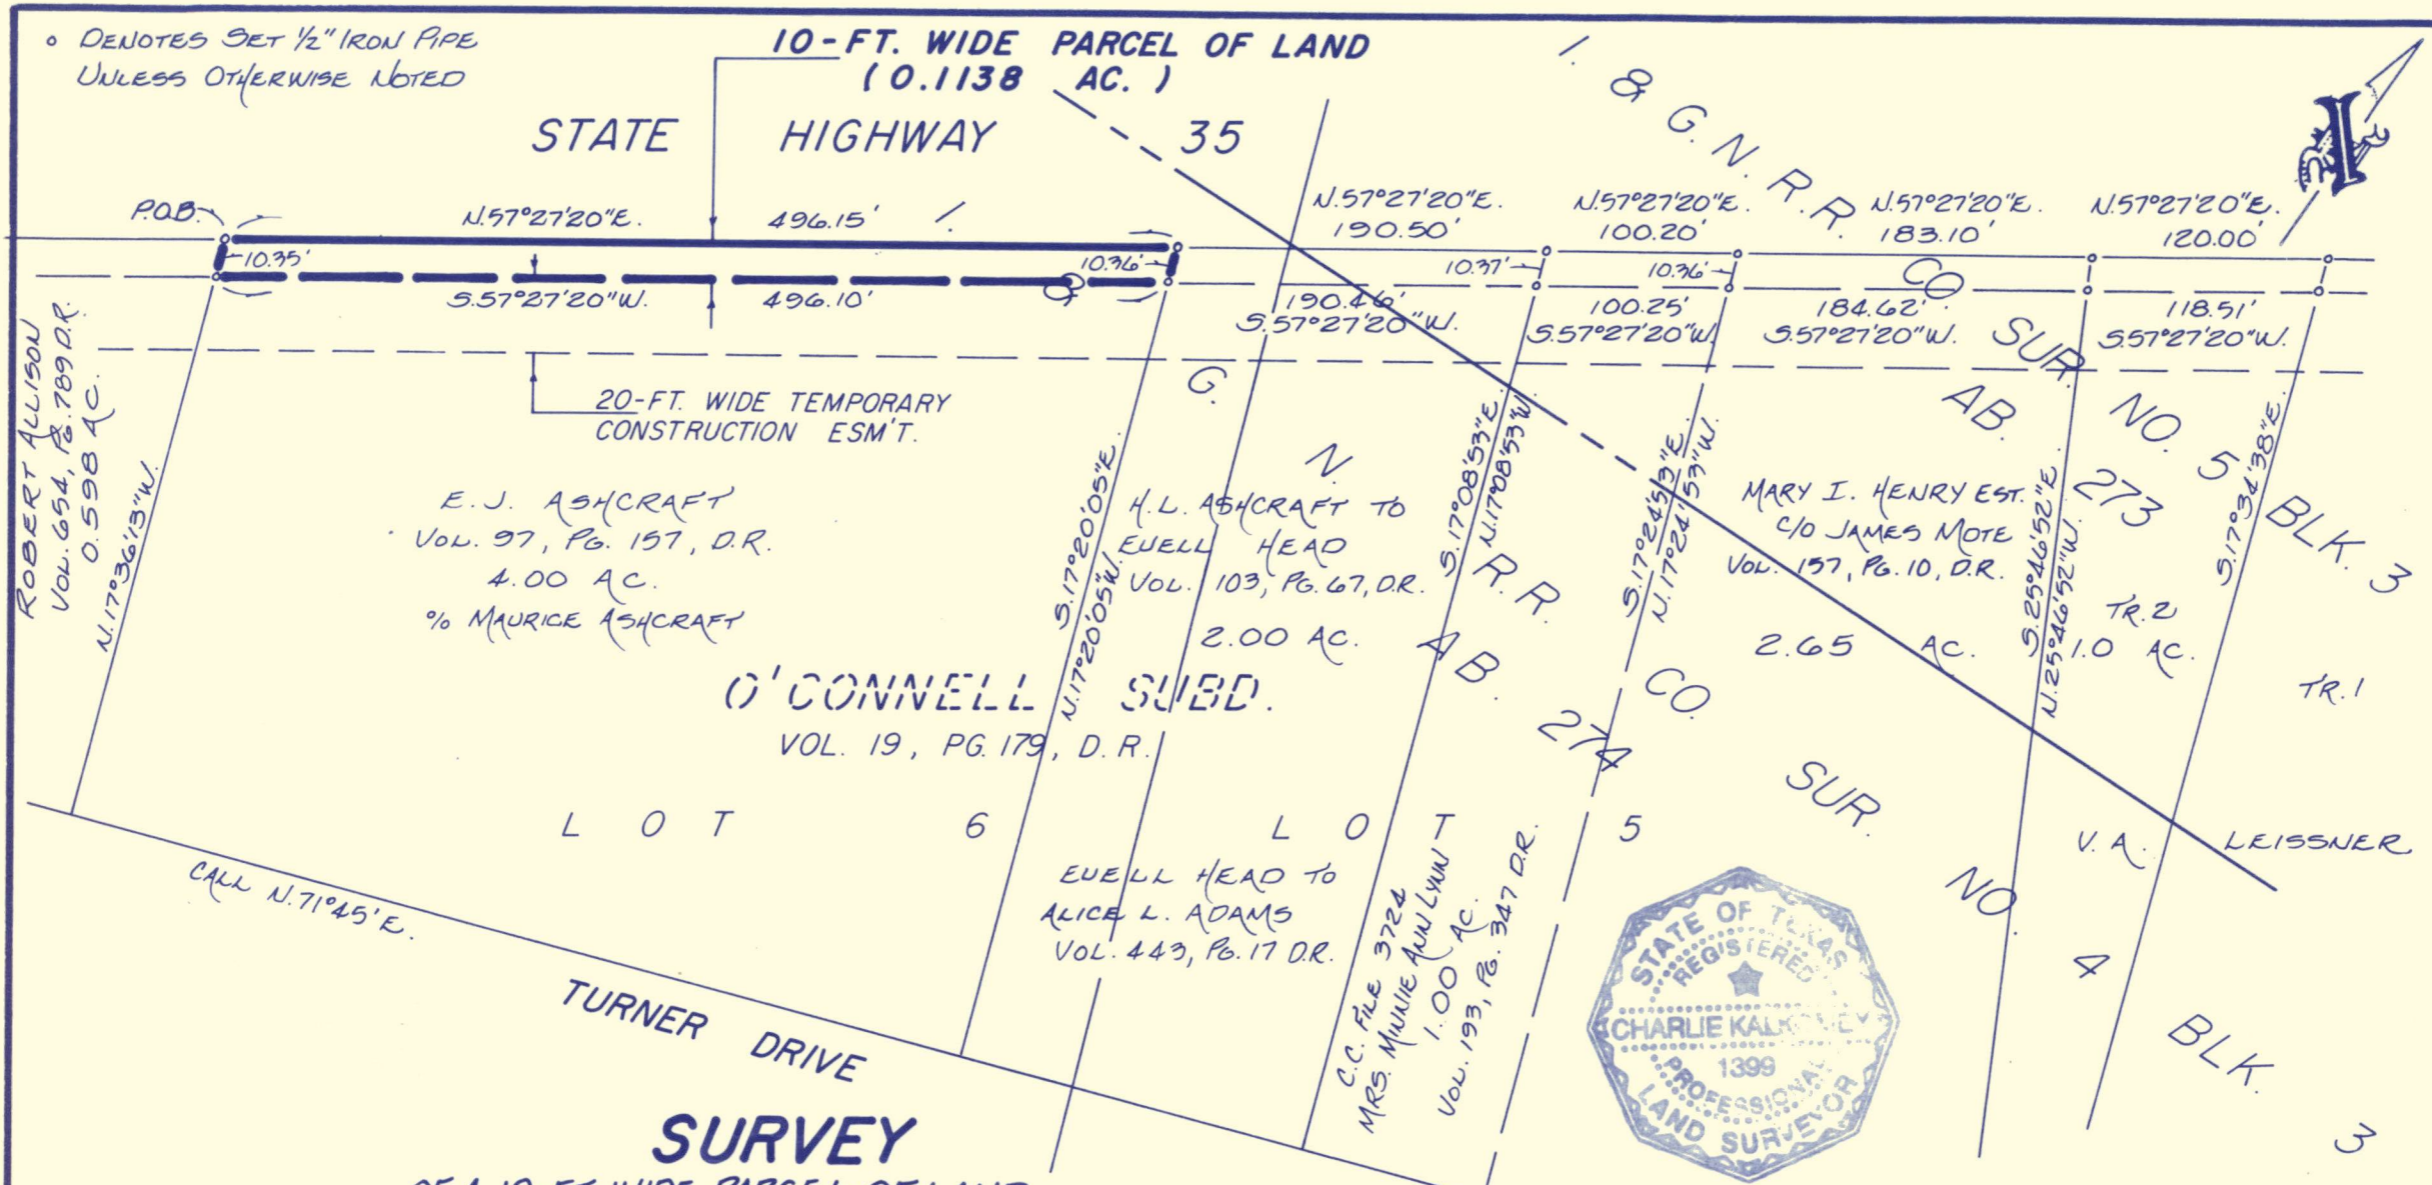 ° DENOTES SET 1/2" IRON PIPE
UNLESS OTHERWISE NOTED
10-FT. WIDE PARCEL OF LAND
(0.1138 AC.)
STATE HIGHWAY 35
I. & G. N. R. R. CO. SUR. NO. 5 BLK. 3
AB. 273
P.O.B.
N.57°27'20"E. 496.15'
10.35'
10.36'
S.57°27'20"W. 496.10'
N.57°27'20"E.
190.50'
N.57°27'20"E.
100.20'
N.57°27'20"E.
183.10'
N.57°27'20"E.
120.00'
10.37'
10.36'
190.46'
S.57°27'20"W.
100.25'
S.57°27'20"W.
184.62'
S.57°27'20"W.
118.51'
S.57°27'20"W.
20-FT. WIDE TEMPORARY
CONSTRUCTION ESM'T.
ROBERT ALLISON
VOL. 654, PG. 789 D.R.
0.598 AC.
N.17°36'13"W.
E.J. ASHCRAFT
VOL. 97, PG. 157, D.R.
4.00 AC.
% MAURICE ASHCRAFT
S.17°20'05"E.
N.17°20'05"W.
H.L. ASHCRAFT TO
EUELL HEAD
VOL. 103, PG. 67, D.R.
2.00 AC.
S.17°08'53"E.
N.17°08'53"W.
S.17°24'53"E.
N.17°24'53"W.
MARY I. HENRY EST.
C/O JAMES MOTE
VOL. 157, PG. 10, D.R.
2.65 AC.
S.25°46'52"E.
N.25°46'52"W.
TR. 2
1.0 AC.
S.17°34'38"E.
TR. 1
I. & G. N. R. R. CO. SUR. NO. 4 BLK. 3
AB. 274
O'CONNELL SUBD.
VOL. 19, PG. 179, D.R.
LOT 6
LOT 5
V.A. LEISSNER
EUELL HEAD TO
ALICE L. ADAMS
VOL. 443, PG. 17 D.R.
C.C. FILE 3724
MRS. MINNIE ANN LYNN
1.00 AC.
VOL. 193, PG. 347 D.R.
CALL N.71°45'E.
TURNER DRIVE
STATE OF TEXAS
REGISTERED
CHARLIE
1399
PROFESSIONAL
LAND SURVEYOR
SURVEY
OF A 10-FT. WIDE PARCEL OF LAND